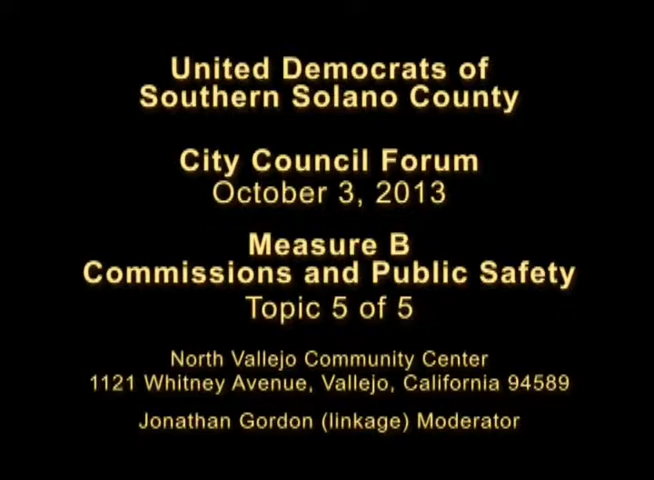 United Democrats of
Southern Solano County
City Council Forum
October 3, 2013
Measure B
Commissions and Public Safety
Topic 5 of 5
North Vallejo Community Center
1121 Whitney Avenue, Vallejo, California 94589
Jonathan Gordon (linkage) Moderator